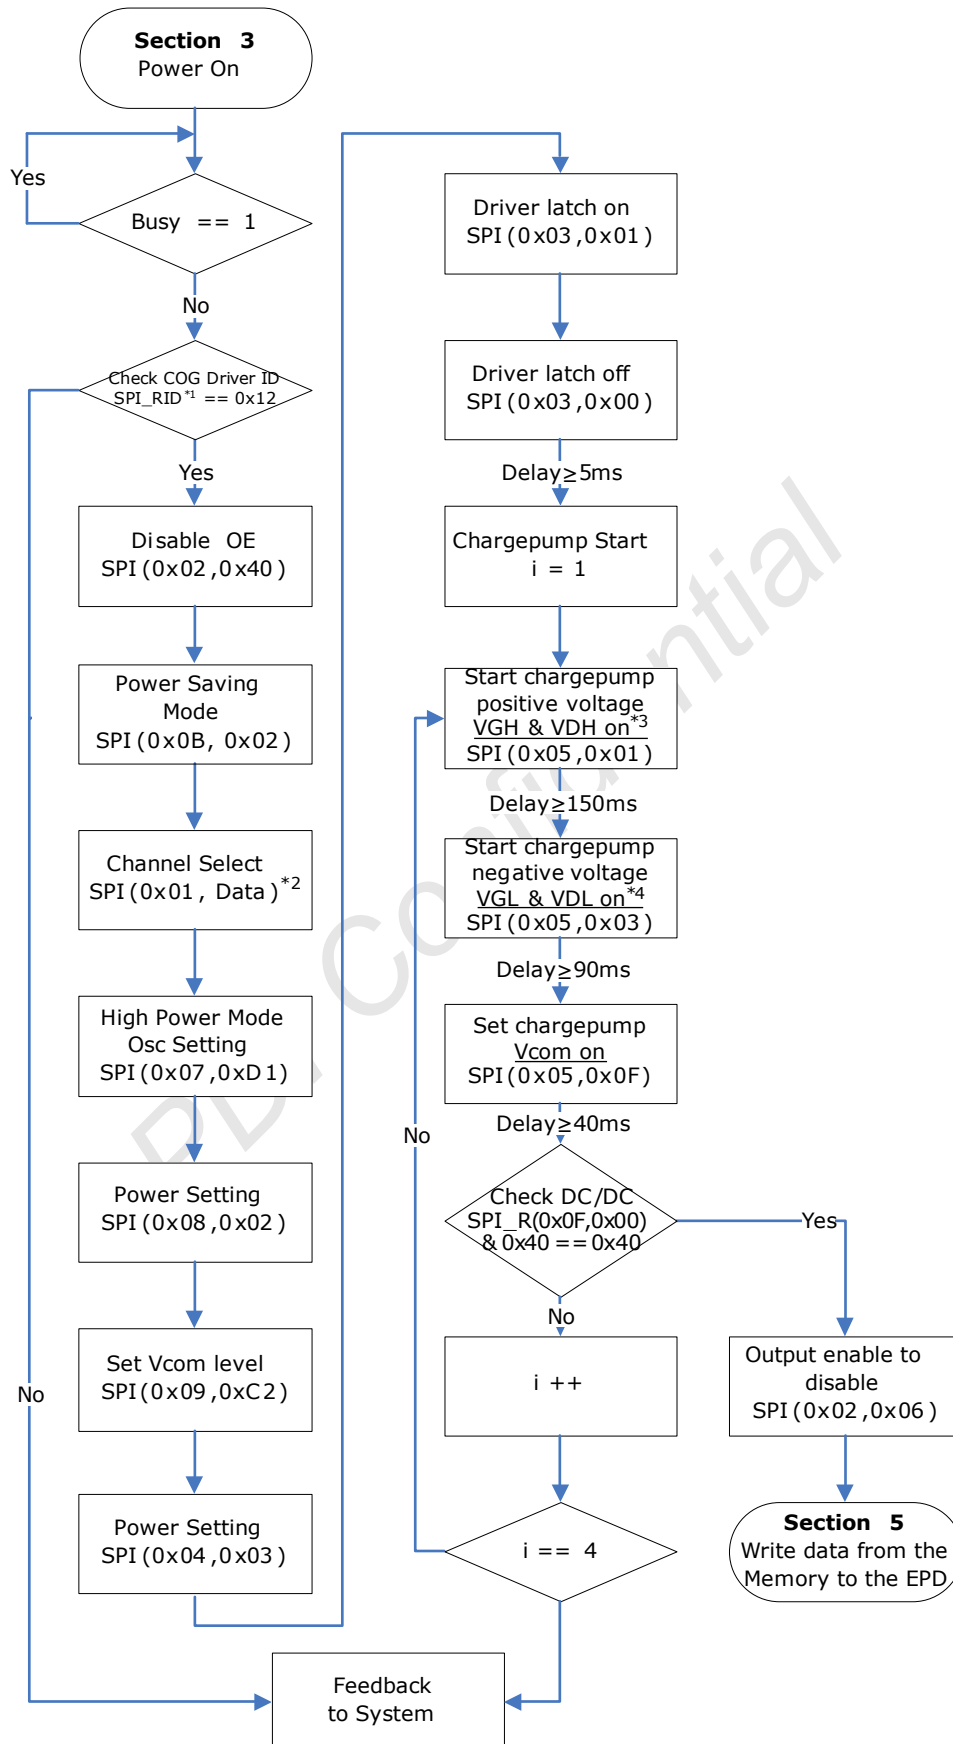 Section 3
Power On
Yes
Busy == 1
No
Check COG Driver ID
SPI_RID*1 == 0x12
Yes
Disable OE
SPI(0x02,0x40)
Power Saving
Mode
SPI(0x0B, 0x02)
Channel Select
SPI(0x01, Data)*2
High Power Mode
Osc Setting
SPI(0x07,0xD1)
Power Setting
SPI(0x08,0x02)
Set Vcom level
SPI(0x09,0xC2)
No
Power Setting
SPI(0x04,0x03)
Driver latch on
SPI(0x03,0x01)
Driver latch off
SPI(0x03,0x00)
Delay≥5ms
Chargepump Start
i = 1
Start chargepump
positive voltage
VGH & VDH on*3
SPI(0x05,0x01)
Delay≥150ms
Start chargepump
negative voltage
VGL & VDL on*4
SPI(0x05,0x03)
Delay≥90ms
Set chargepump
Vcom on
SPI(0x05,0x0F)
Delay≥40ms
No
Check DC/DC
SPI_R(0x0F,0x00)
& 0x40 == 0x40
Yes
No
i ++
i == 4
Output enable to
disable
SPI(0x02,0x06)
Section 5
Write data from the
Memory to the EPD
Feedback
to System
PDI Confidential